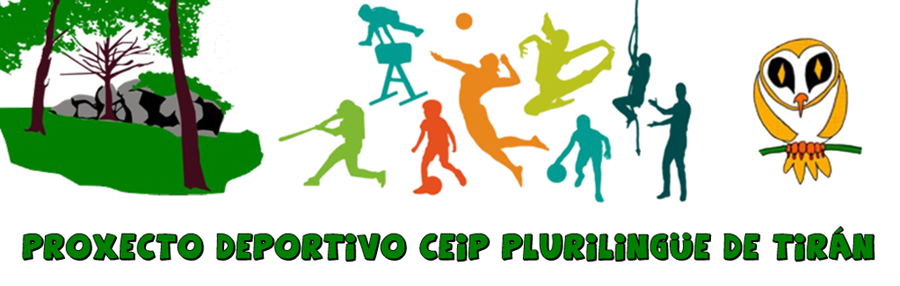 PROXECTO DEPORTIVO CEIP PLURILINGÜE DE TIRÁN